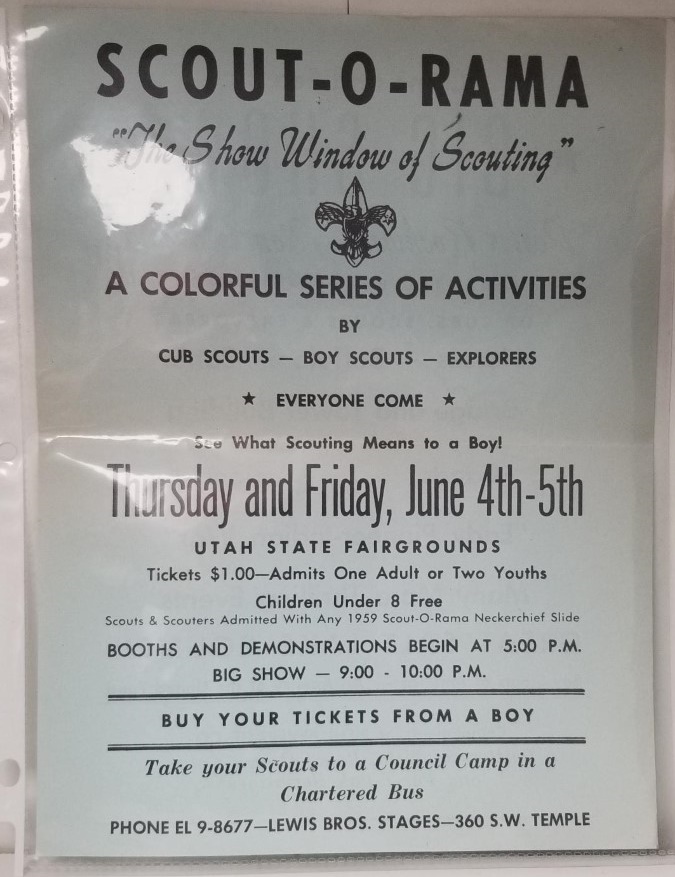 SCOUT-O-RAMA
"The Show Window of Scouting"
A COLORFUL SERIES OF ACTIVITIES
BY
CUB SCOUTS — BOY SCOUTS — EXPLORERS
★ EVERYONE COME ★
See What Scouting Means to a Boy!
Thursday and Friday, June 4th-5th
UTAH STATE FAIRGROUNDS
Tickets $1.00—Admits One Adult or Two Youths
Children Under 8 Free
Scouts & Scouters Admitted With Any 1959 Scout-O-Rama Neckerchief Slide
BOOTHS AND DEMONSTRATIONS BEGIN AT 5:00 P.M.
BIG SHOW — 9:00 - 10:00 P.M.
BUY YOUR TICKETS FROM A BOY
Take your Scouts to a Council Camp in a
Chartered Bus
PHONE EL 9-8677—LEWIS BROS. STAGES—360 S.W. TEMPLE